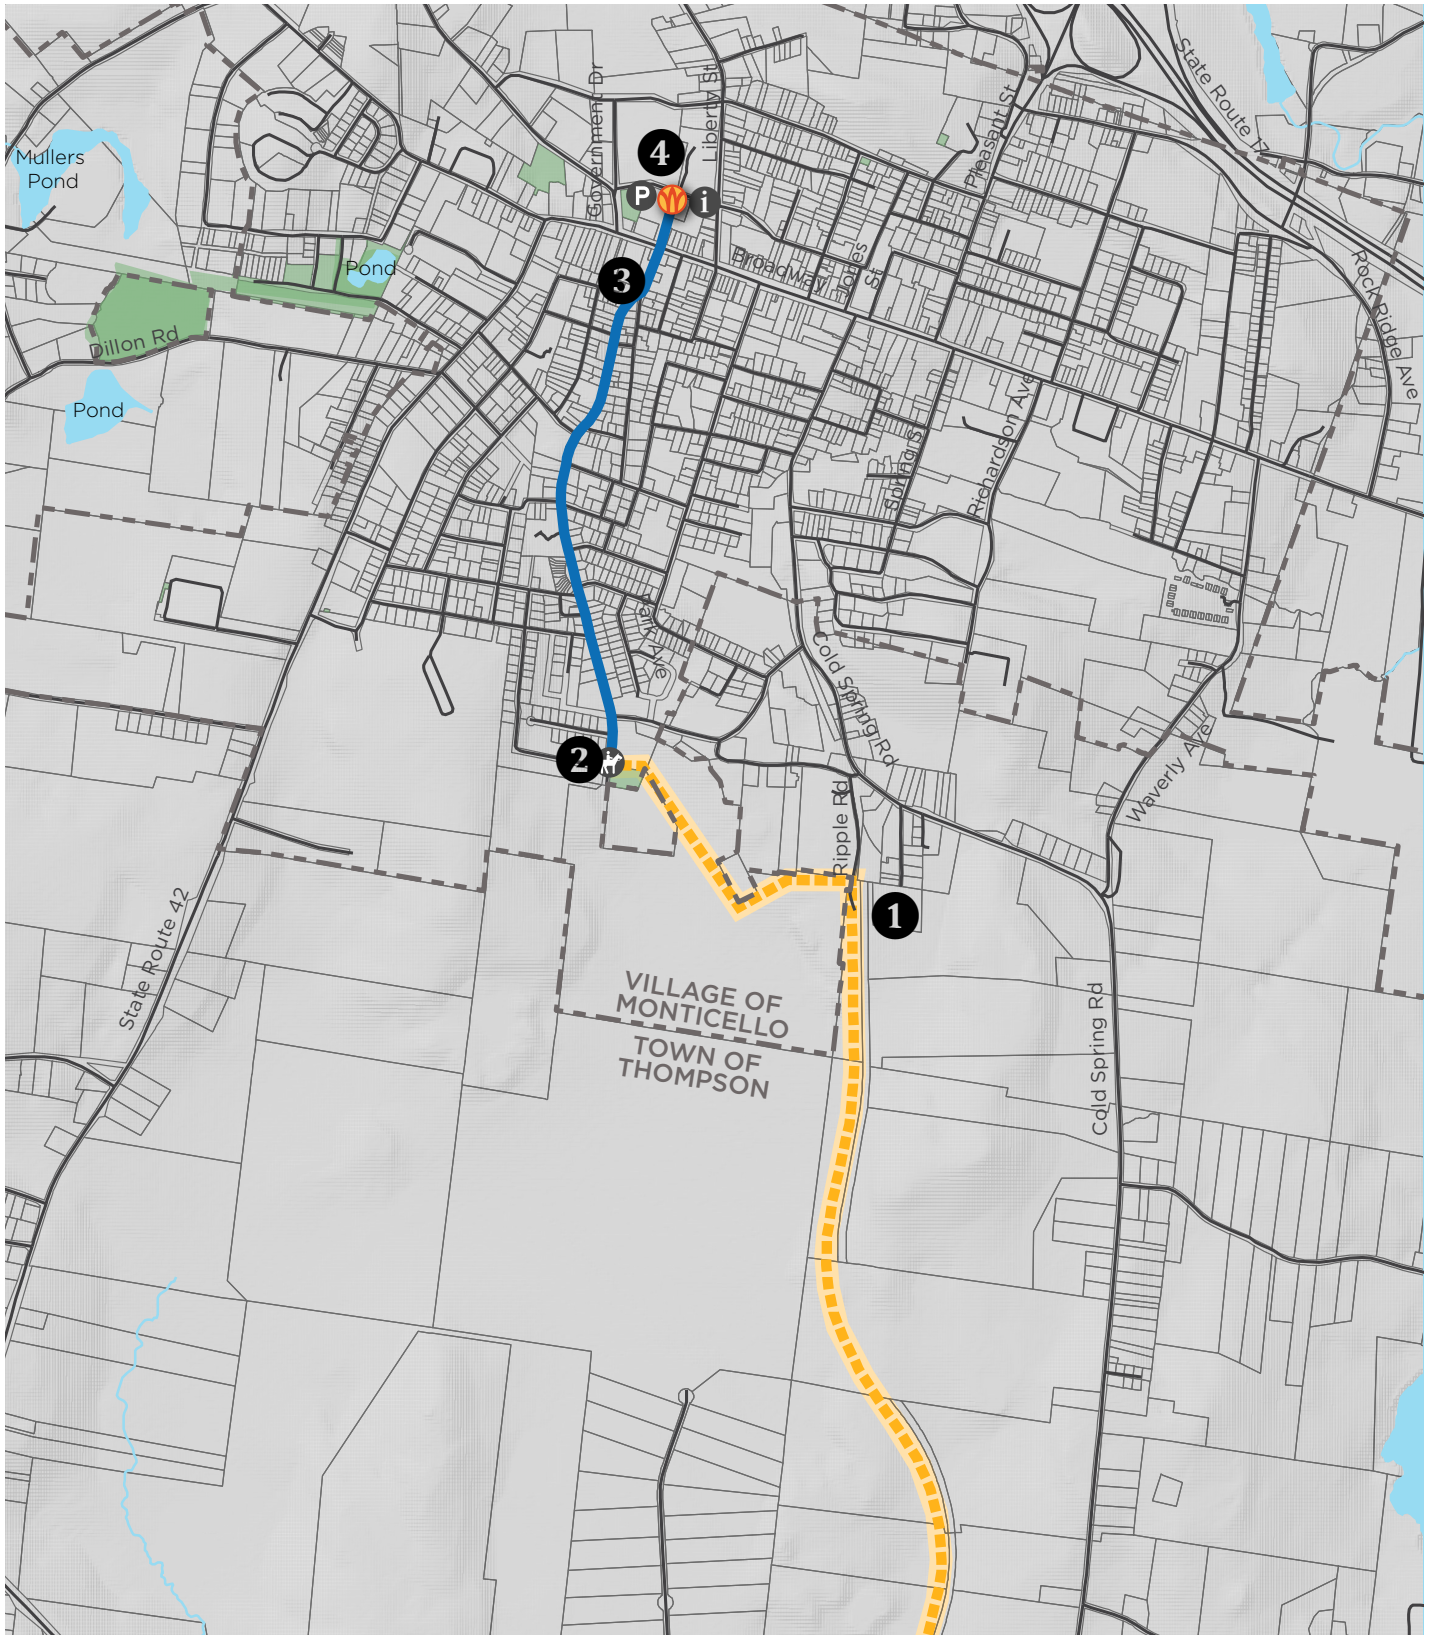 State Route 17
Government Dr
Liberty St
Pleasant St
4
Mullers
Pond
P
i
Broadway
Jones
St
Pond
3
Rock Ridge Ave
Dillon Rd
Pond
Richardson Ave
Spring S
Park Ave
Cold Spring Rd
Waverly Ave
2
Ripple Rd
State Route 42
1
VILLAGE OF
MONTICELLO
TOWN OF
THOMPSON
Cold Spring Rd